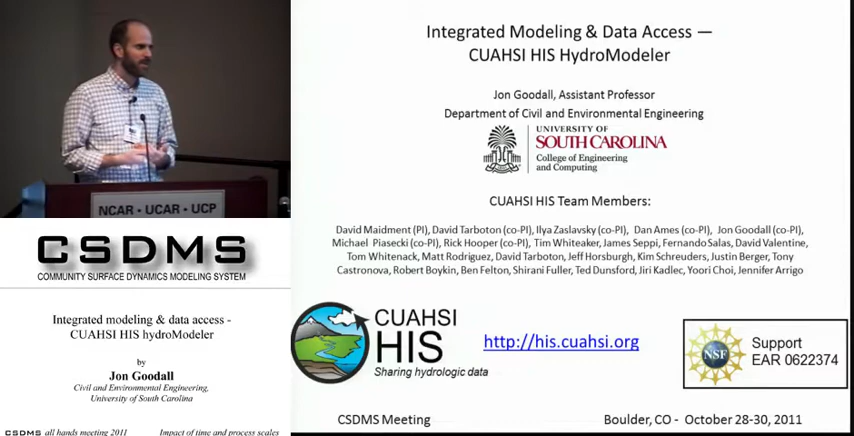 NCAR · UCAR · UCP
CSDMS
COMMUNITY SURFACE DYNAMICS MODELING SYSTEM
Integrated modeling & data access -
CUAHSI HIS hydroModeler
by
Jon Goodall
Civil and Environmental Engineering,
University of South Carolina
CSDMS all hands meeting 2011 Impact of time and process scales
Integrated Modeling & Data Access —
CUAHSI HIS HydroModeler
Jon Goodall, Assistant Professor
Department of Civil and Environmental Engineering
UNIVERSITY OF
SOUTH CAROLINA
College of Engineering
and Computing
CUAHSI HIS Team Members:
David Maidment (PI), David Tarboton (co-PI), Ilya Zaslavsky (co-PI), Dan Ames (co-PI), Jon Goodall (co-PI),
Michael Piasecki (co-PI), Rick Hooper (co-PI), Tim Whiteaker, James Seppi, Fernando Salas, David Valentine,
Tom Whitenack, Matt Rodriguez, David Tarboton, Jeff Horsburgh, Kim Schreuders, Justin Berger, Tony
Castronova, Robert Boykin, Ben Felton, Shirani Fuller, Ted Dunsford, Jiri Kadlec, Yoori Choi, Jennifer Arrigo
CUAHSI
HIS
Sharing hydrologic data
http://his.cuahsi.org
NSF
Support
EAR 0622374
CSDMS Meeting
Boulder, CO - October 28-30, 2011